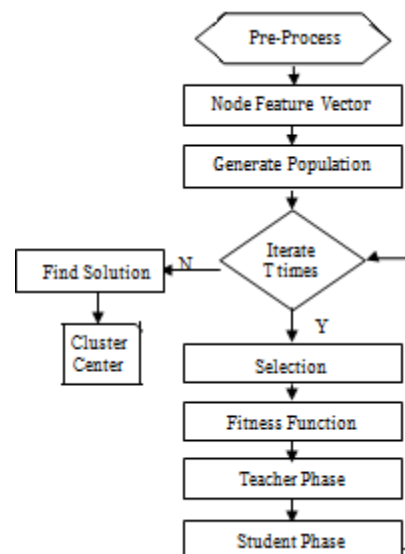 Pre-Process
Node Feature Vector
Generate Population
Iterate
T times
N
Find Solution
Cluster
Center
Y
Selection
Fitness Function
Teacher Phase
Student Phase